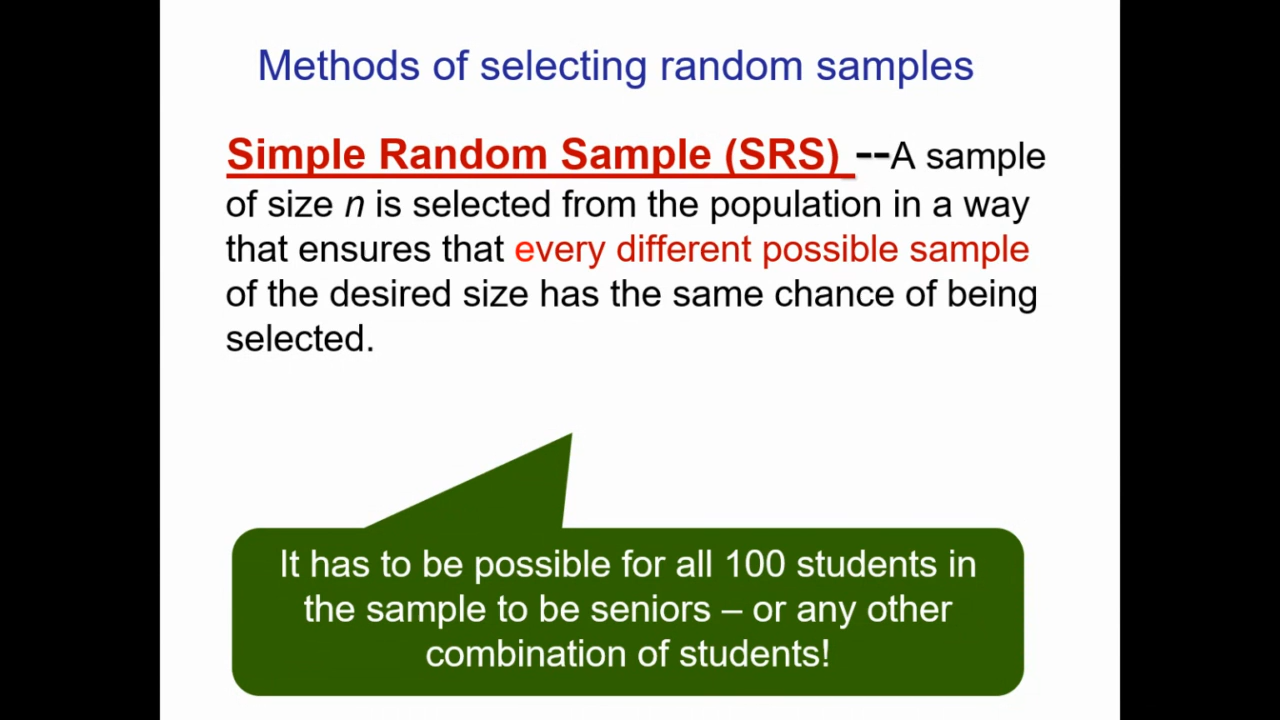 Methods of selecting random samples
Simple Random Sample (SRS) --A sample
of size n is selected from the population in a way
that ensures that every different possible sample
of the desired size has the same chance of being
selected.
It has to be possible for all 100 students in
the sample to be seniors – or any other
combination of students!